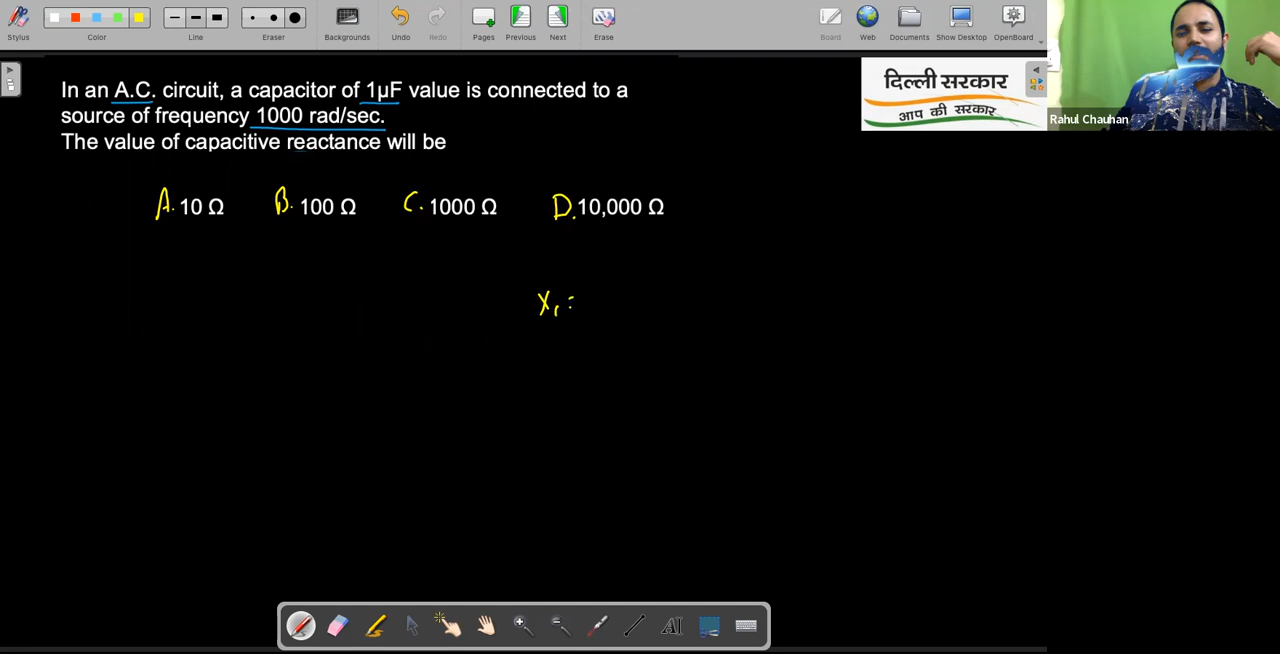 Stylus
Color
Line
Eraser
Backgrounds
Undo
Redo
Pages
Previous
Next
Erase
Board
Web
Documents
Show Desktop
OpenBoard
In an A.C. circuit, a capacitor of 1μF value is connected to a
source of frequency 1000 rad/sec.
The value of capacitive reactance will be
A. 10 Ω B. 100 Ω C. 1000 Ω D. 10,000 Ω
दिल्ली सरकार
आप की सरकार
Rahul Chauhan
AI